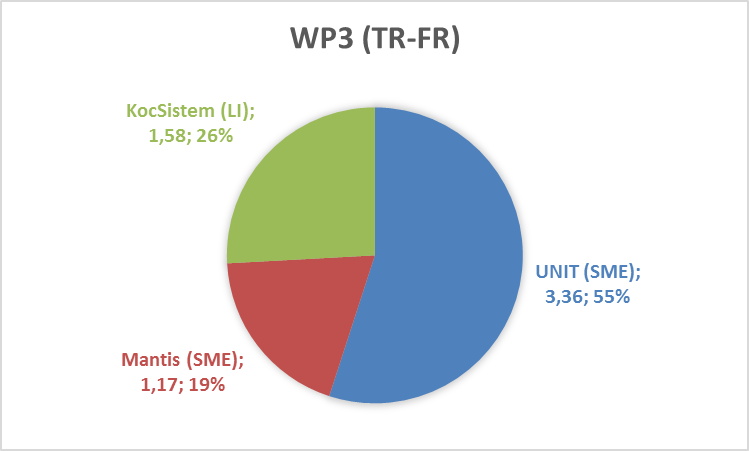 WP3 (TR-FR)
KocSistem (LI);
1,58; 26%
UNIT (SME);
3,36; 55%
Mantis (SME);
1,17; 19%